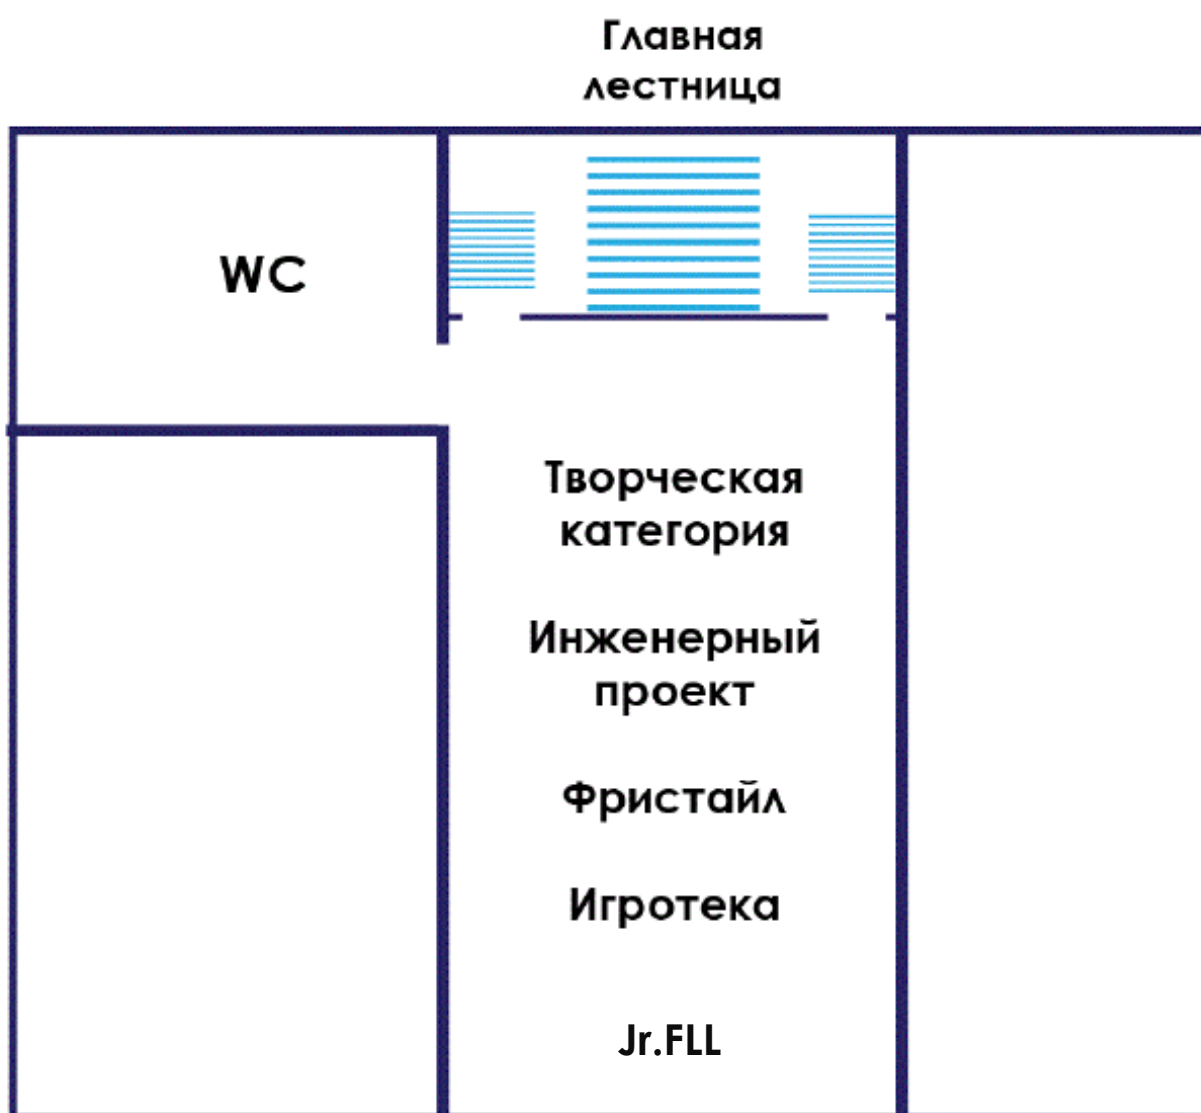 Главная
лестница
WC
Творческая
категория
Инженерный
проект
Фристайл
Игротека
Jr.FLL